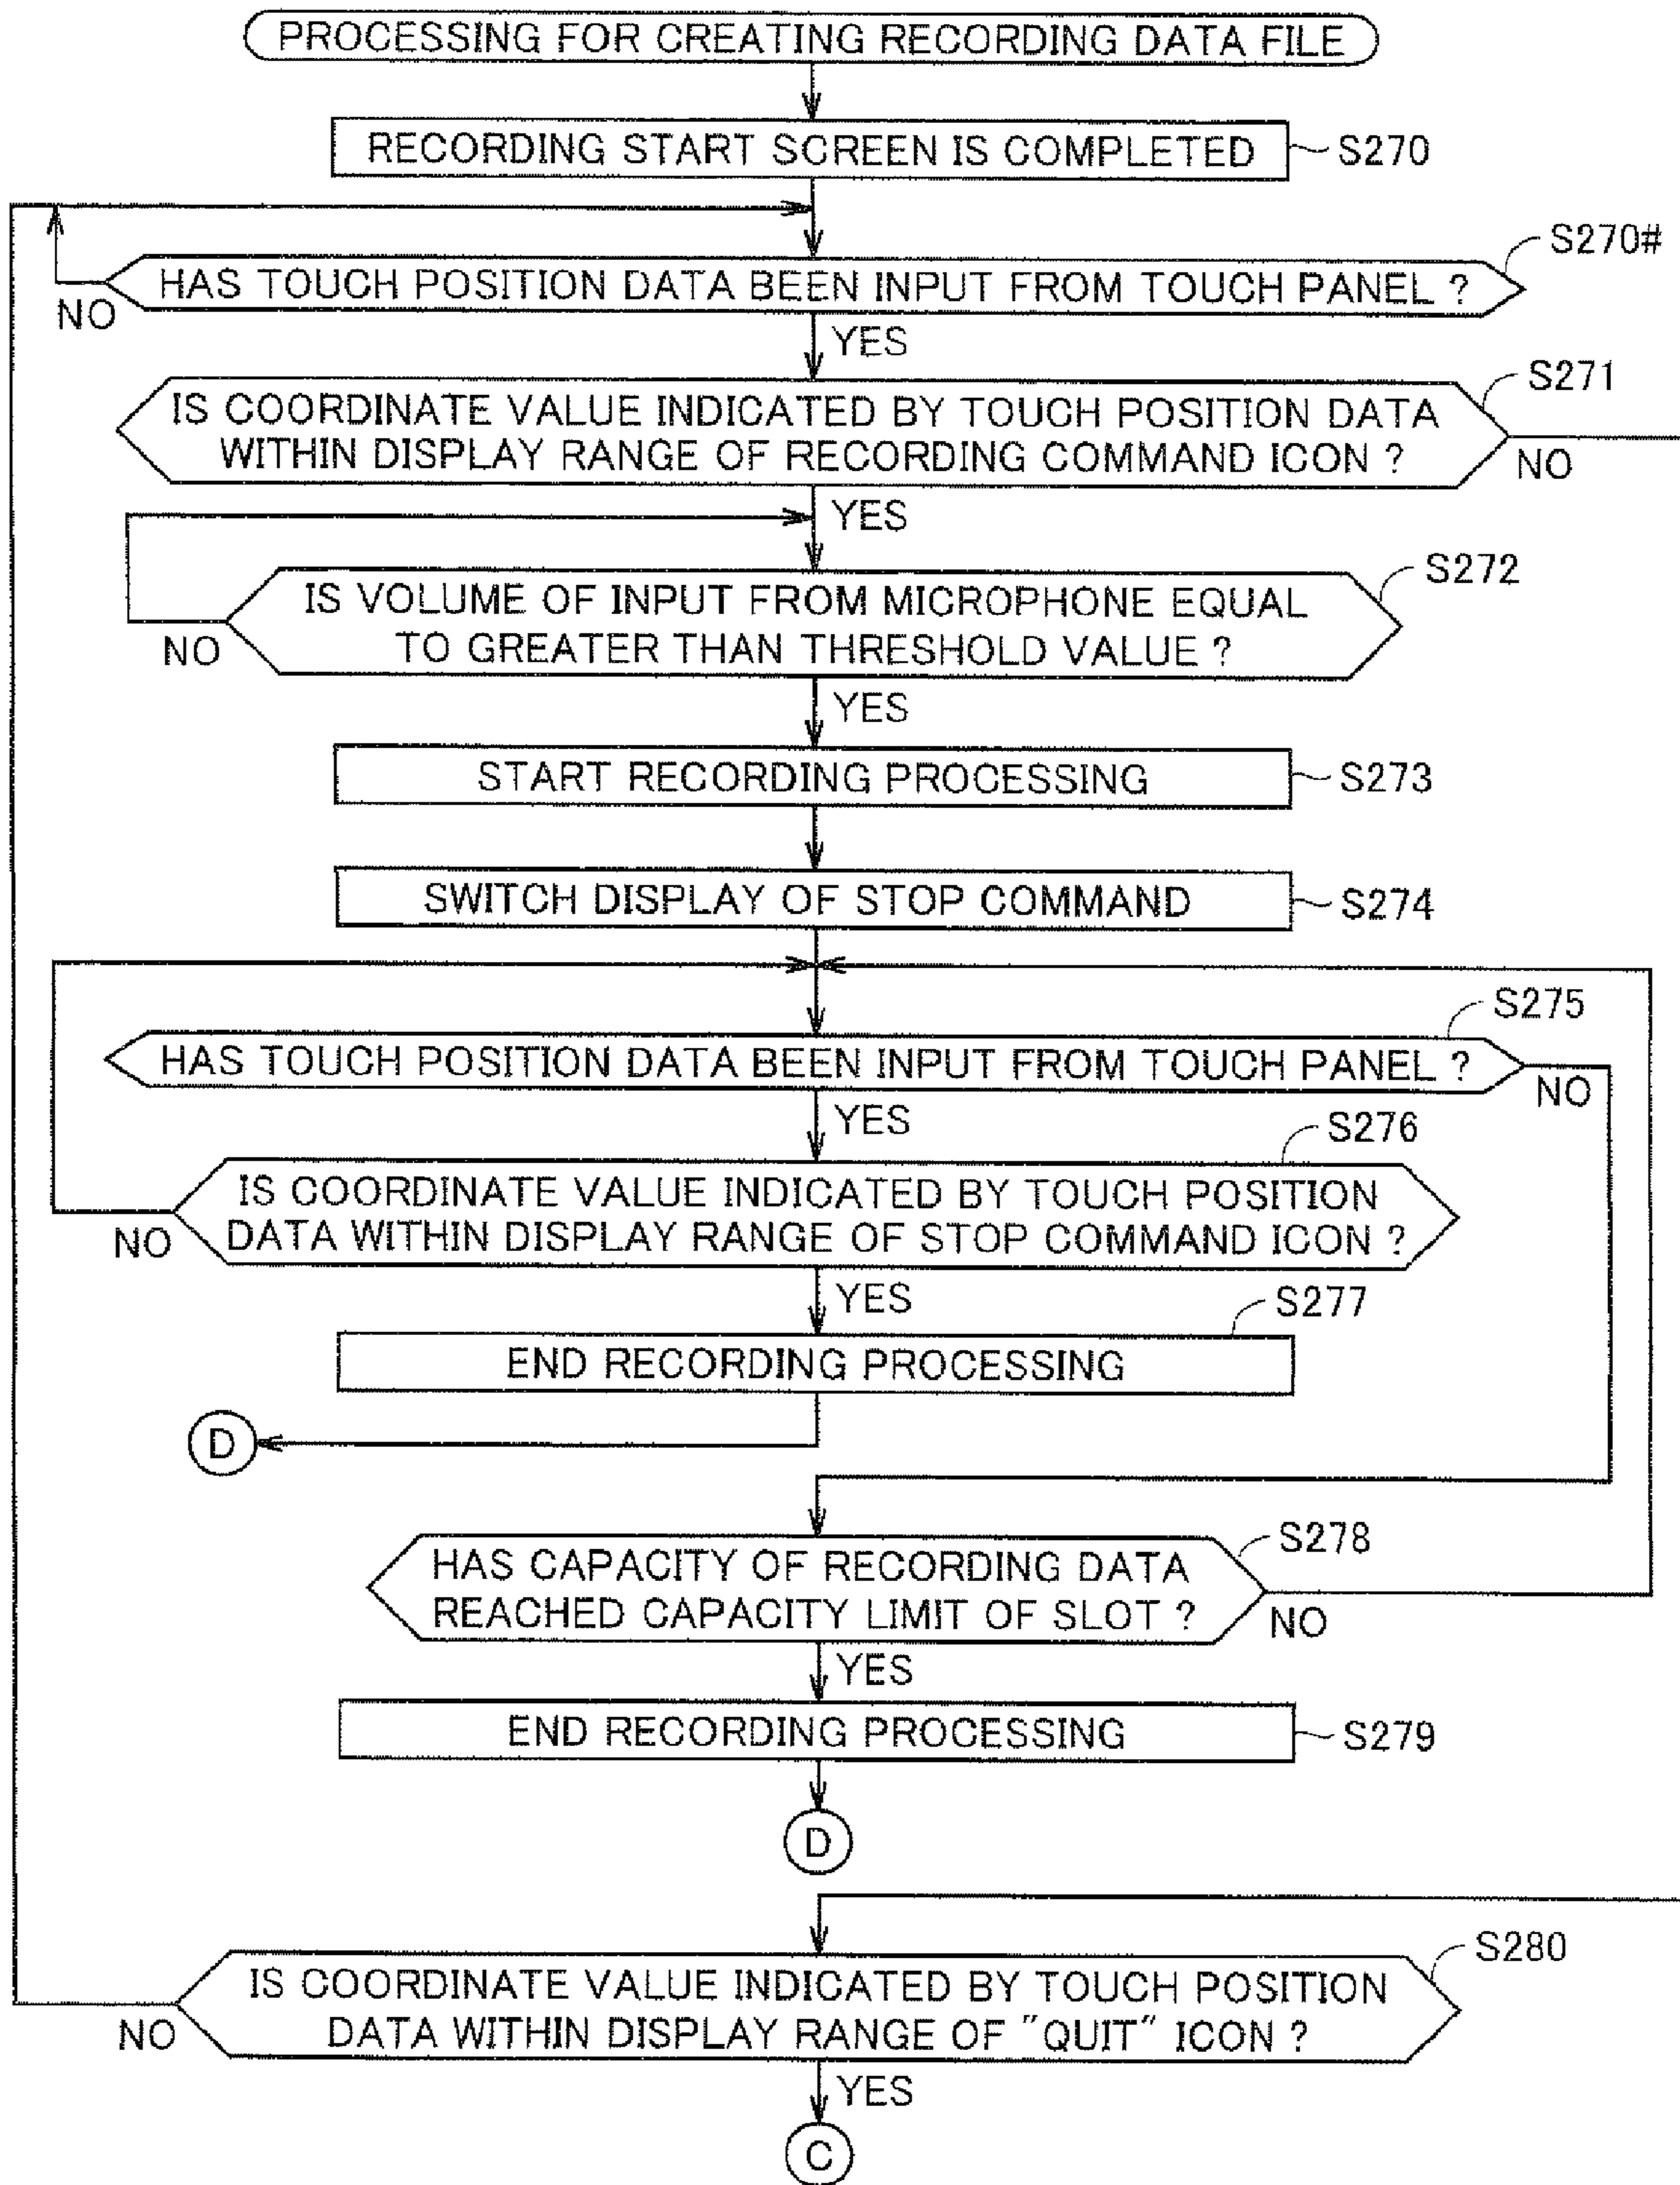 PROCESSING FOR CREATING RECORDING DATA FILE
RECORDING START SCREEN IS COMPLETED
S270
S270#
HAS TOUCH POSITION DATA BEEN INPUT FROM TOUCH PANEL ?
NO
YES
S271
IS COORDINATE VALUE INDICATED BY TOUCH POSITION DATA
WITHIN DISPLAY RANGE OF RECORDING COMMAND ICON ?
NO
YES
S272
IS VOLUME OF INPUT FROM MICROPHONE EQUAL
TO GREATER THAN THRESHOLD VALUE ?
NO
YES
START RECORDING PROCESSING
S273
SWITCH DISPLAY OF STOP COMMAND
S274
S275
HAS TOUCH POSITION DATA BEEN INPUT FROM TOUCH PANEL ?
NO
YES
S276
IS COORDINATE VALUE INDICATED BY TOUCH POSITION
DATA WITHIN DISPLAY RANGE OF STOP COMMAND ICON ?
NO
YES
S277
END RECORDING PROCESSING
D
S278
HAS CAPACITY OF RECORDING DATA
REACHED CAPACITY LIMIT OF SLOT ?
NO
YES
END RECORDING PROCESSING
S279
D
S280
IS COORDINATE VALUE INDICATED BY TOUCH POSITION
DATA WITHIN DISPLAY RANGE OF "QUIT" ICON ?
NO
YES
C